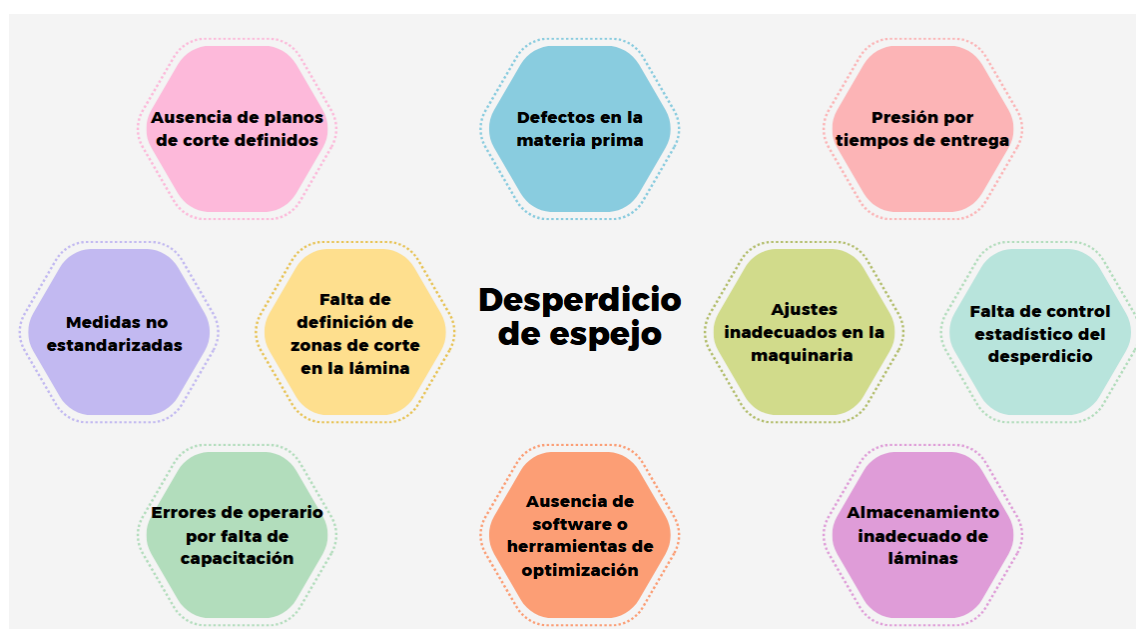 Ausencia de planos
de corte definidos
Defectos en la
materia prima
Presión por
tiempos de entrega
Medidas no
estandarizadas
Falta de
definición de
zonas de corte
en la lámina
Desperdicio
de espejo
Ajustes
inadecuados en la
maquinaria
Falta de control
estadístico del
desperdicio
Errores de operario
por falta de
capacitación
Ausencia de
software o
herramientas de
optimización
Almacenamiento
inadecuado de
láminas